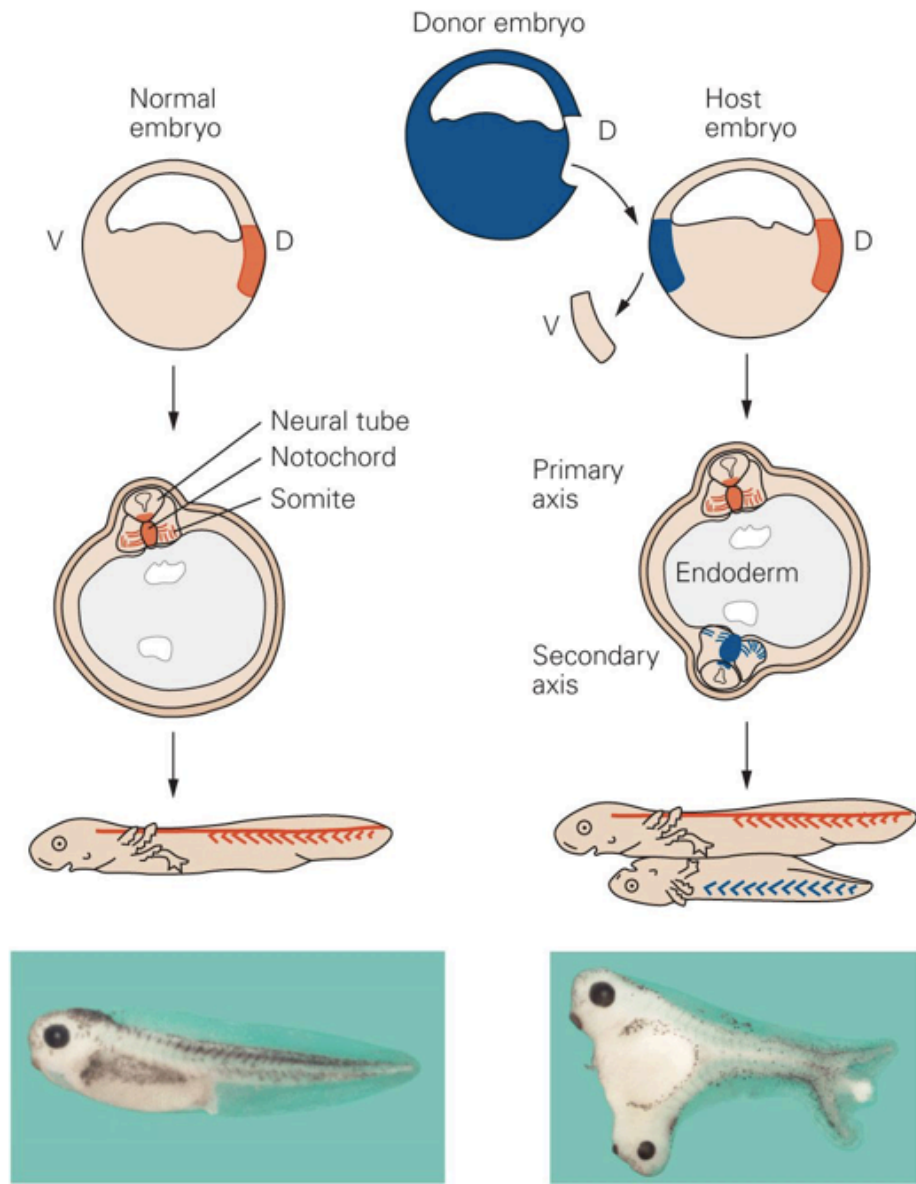 Donor embryo
Normal
embryo
Host
embryo
D
V
D
D
V
Neural tube
Notochord
Somite
Primary
axis
Endoderm
Secondary
axis